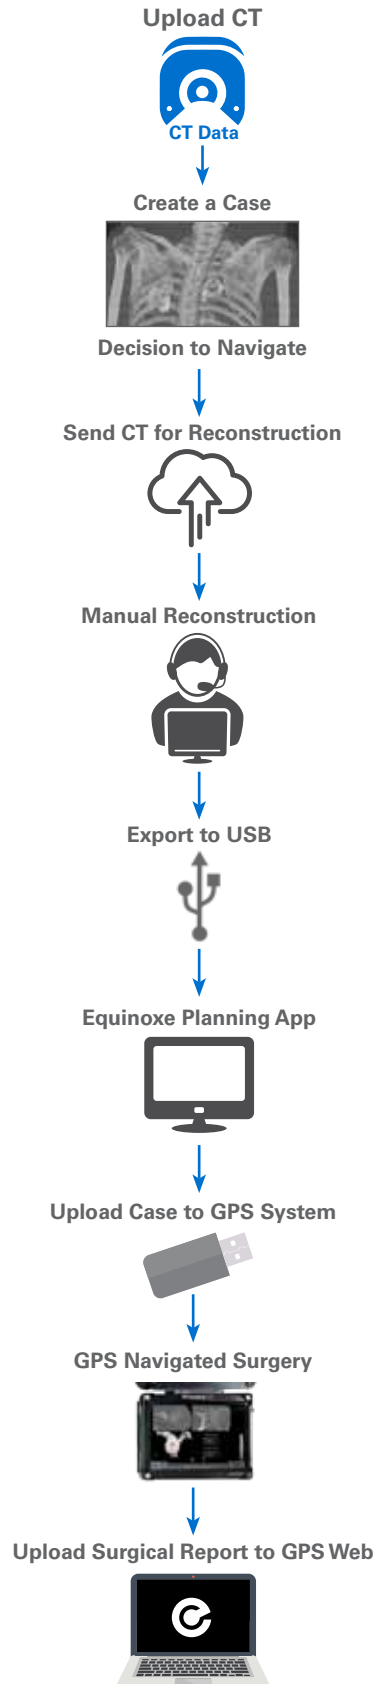 Upload CT
CT Data
Create a Case
Decision to Navigate
Send CT for Reconstruction
Manual Reconstruction
Export to USB
Equinoxe Planning App
Upload Case to GPS System
GPS Navigated Surgery
Upload Surgical Report to GPS Web